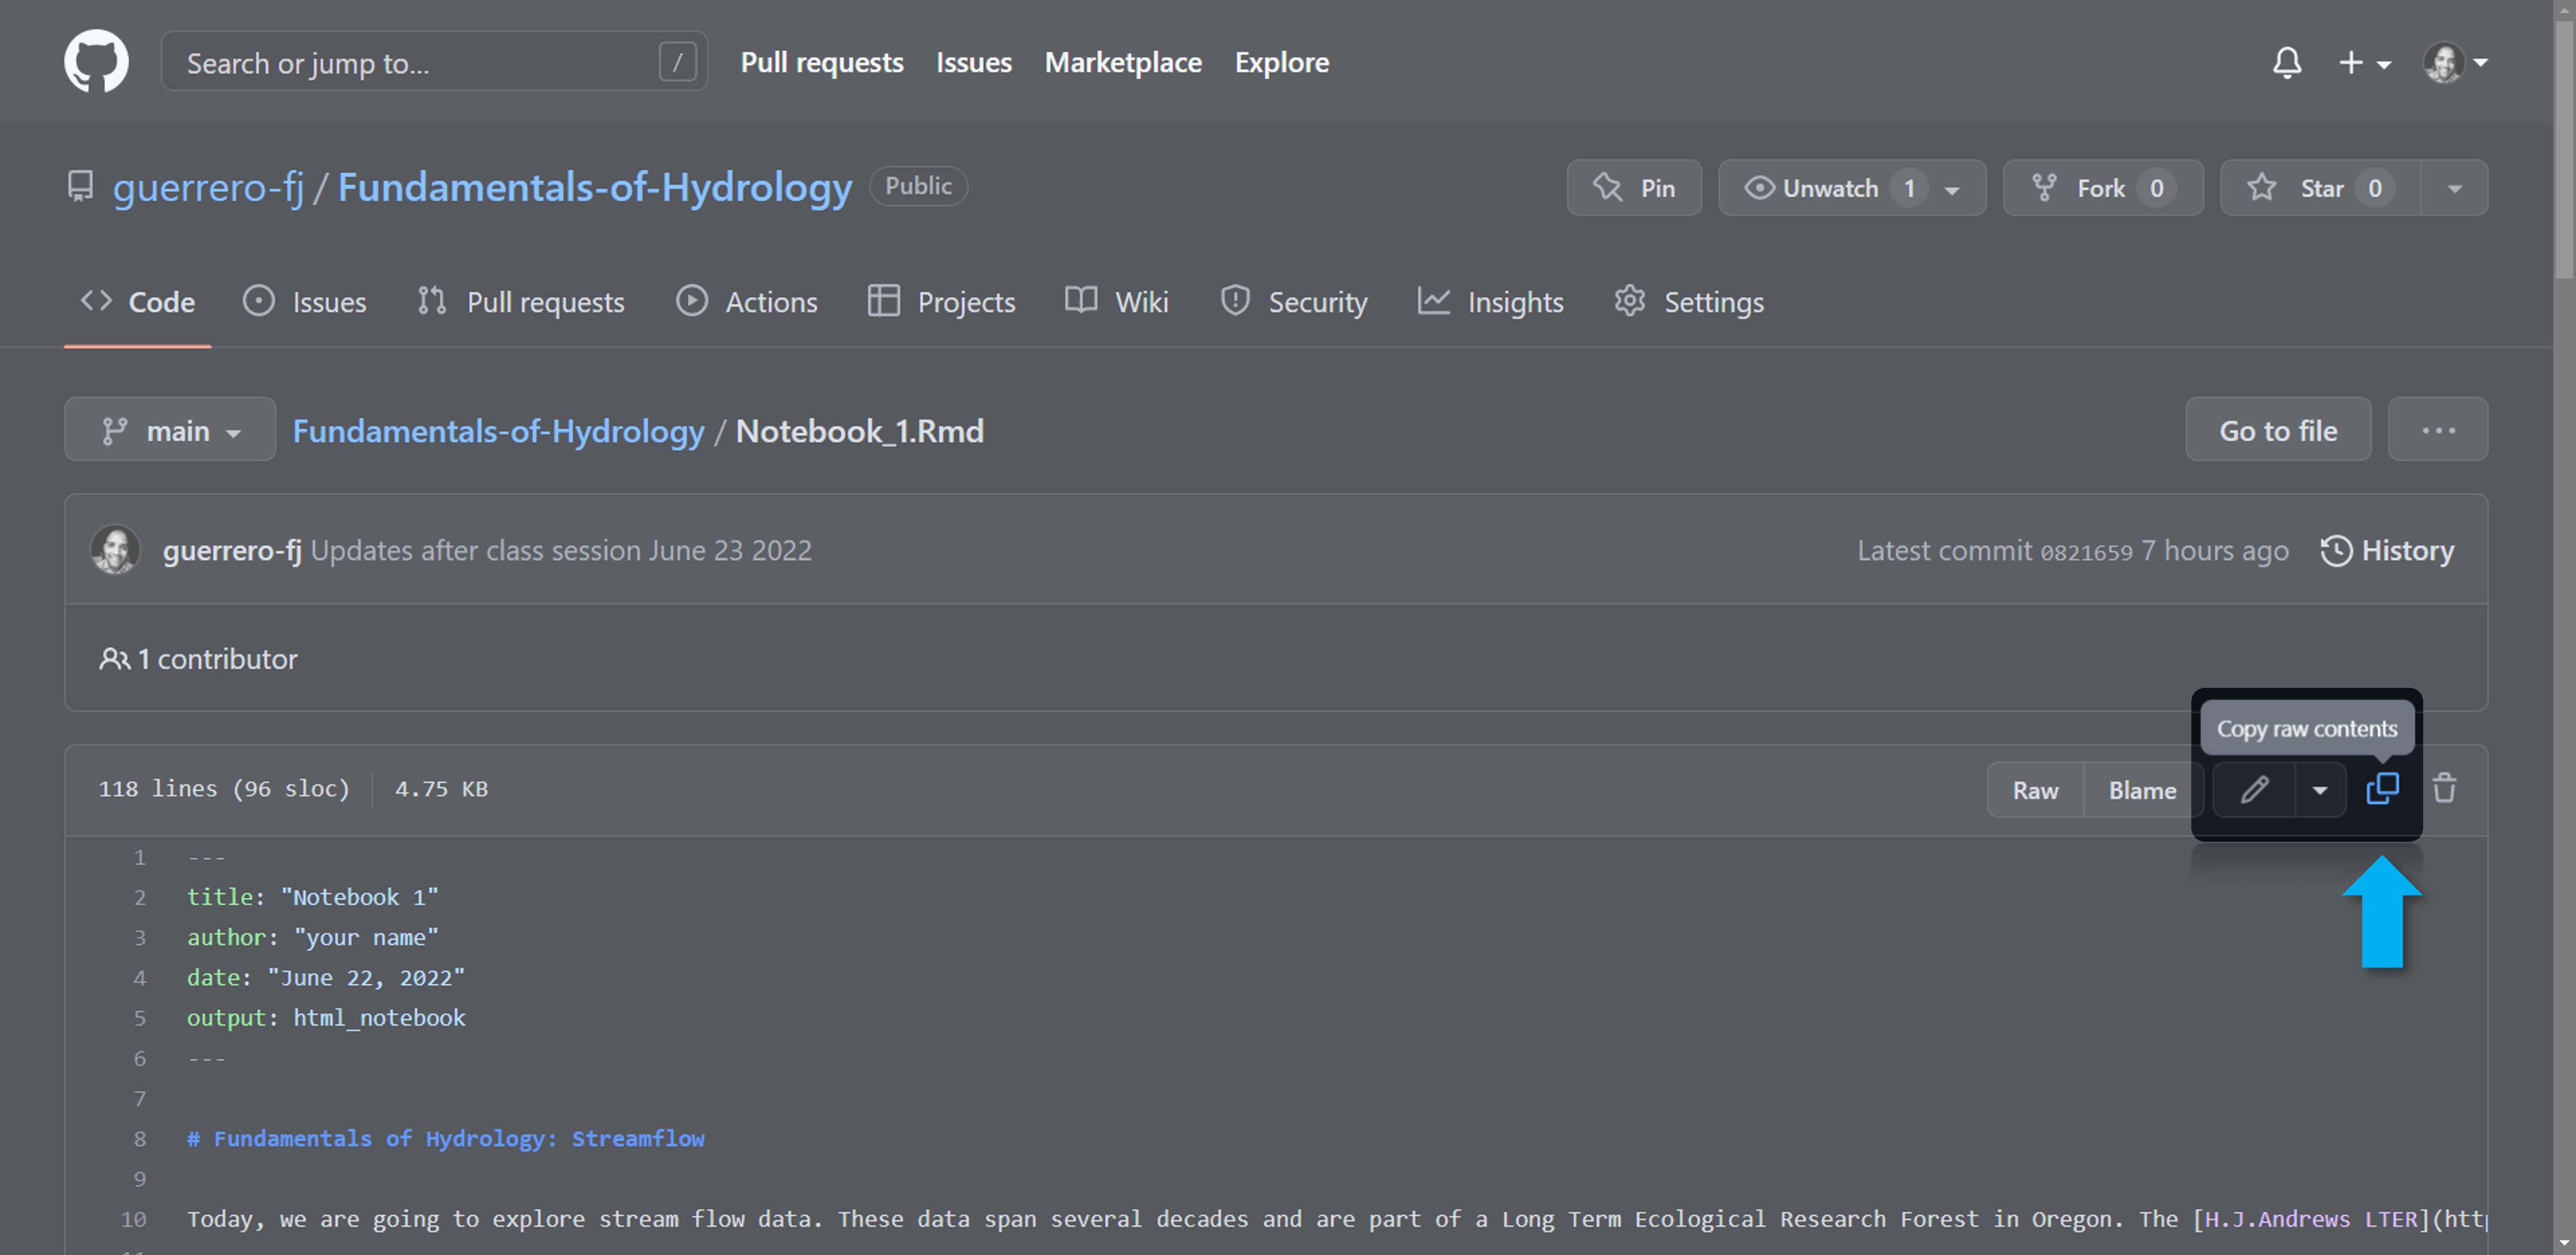 Search or jump to... / Pull requests Issues Marketplace Explore
guerrero-fj / Fundamentals-of-Hydrology Public Pin Unwatch 1 Fork 0 Star 0
Code Issues Pull requests Actions Projects Wiki Security Insights Settings
main Fundamentals-of-Hydrology / Notebook_1.Rmd Go to file ...
guerrero-fj Updates after class session June 23 2022 Latest commit 0821659 7 hours ago History
1 contributor
Copy raw contents
118 lines (96 sloc) 4.75 KB Raw Blame
1 ---
2 title: "Notebook 1"
3 author: "your name"
4 date: "June 22, 2022"
5 output: html_notebook
6 ---
7
8 # Fundamentals of Hydrology: Streamflow
9
10 Today, we are going to explore stream flow data. These data span several decades and are part of a Long Term Ecological Research Forest in Oregon. The [H.J.Andrews LTER](http